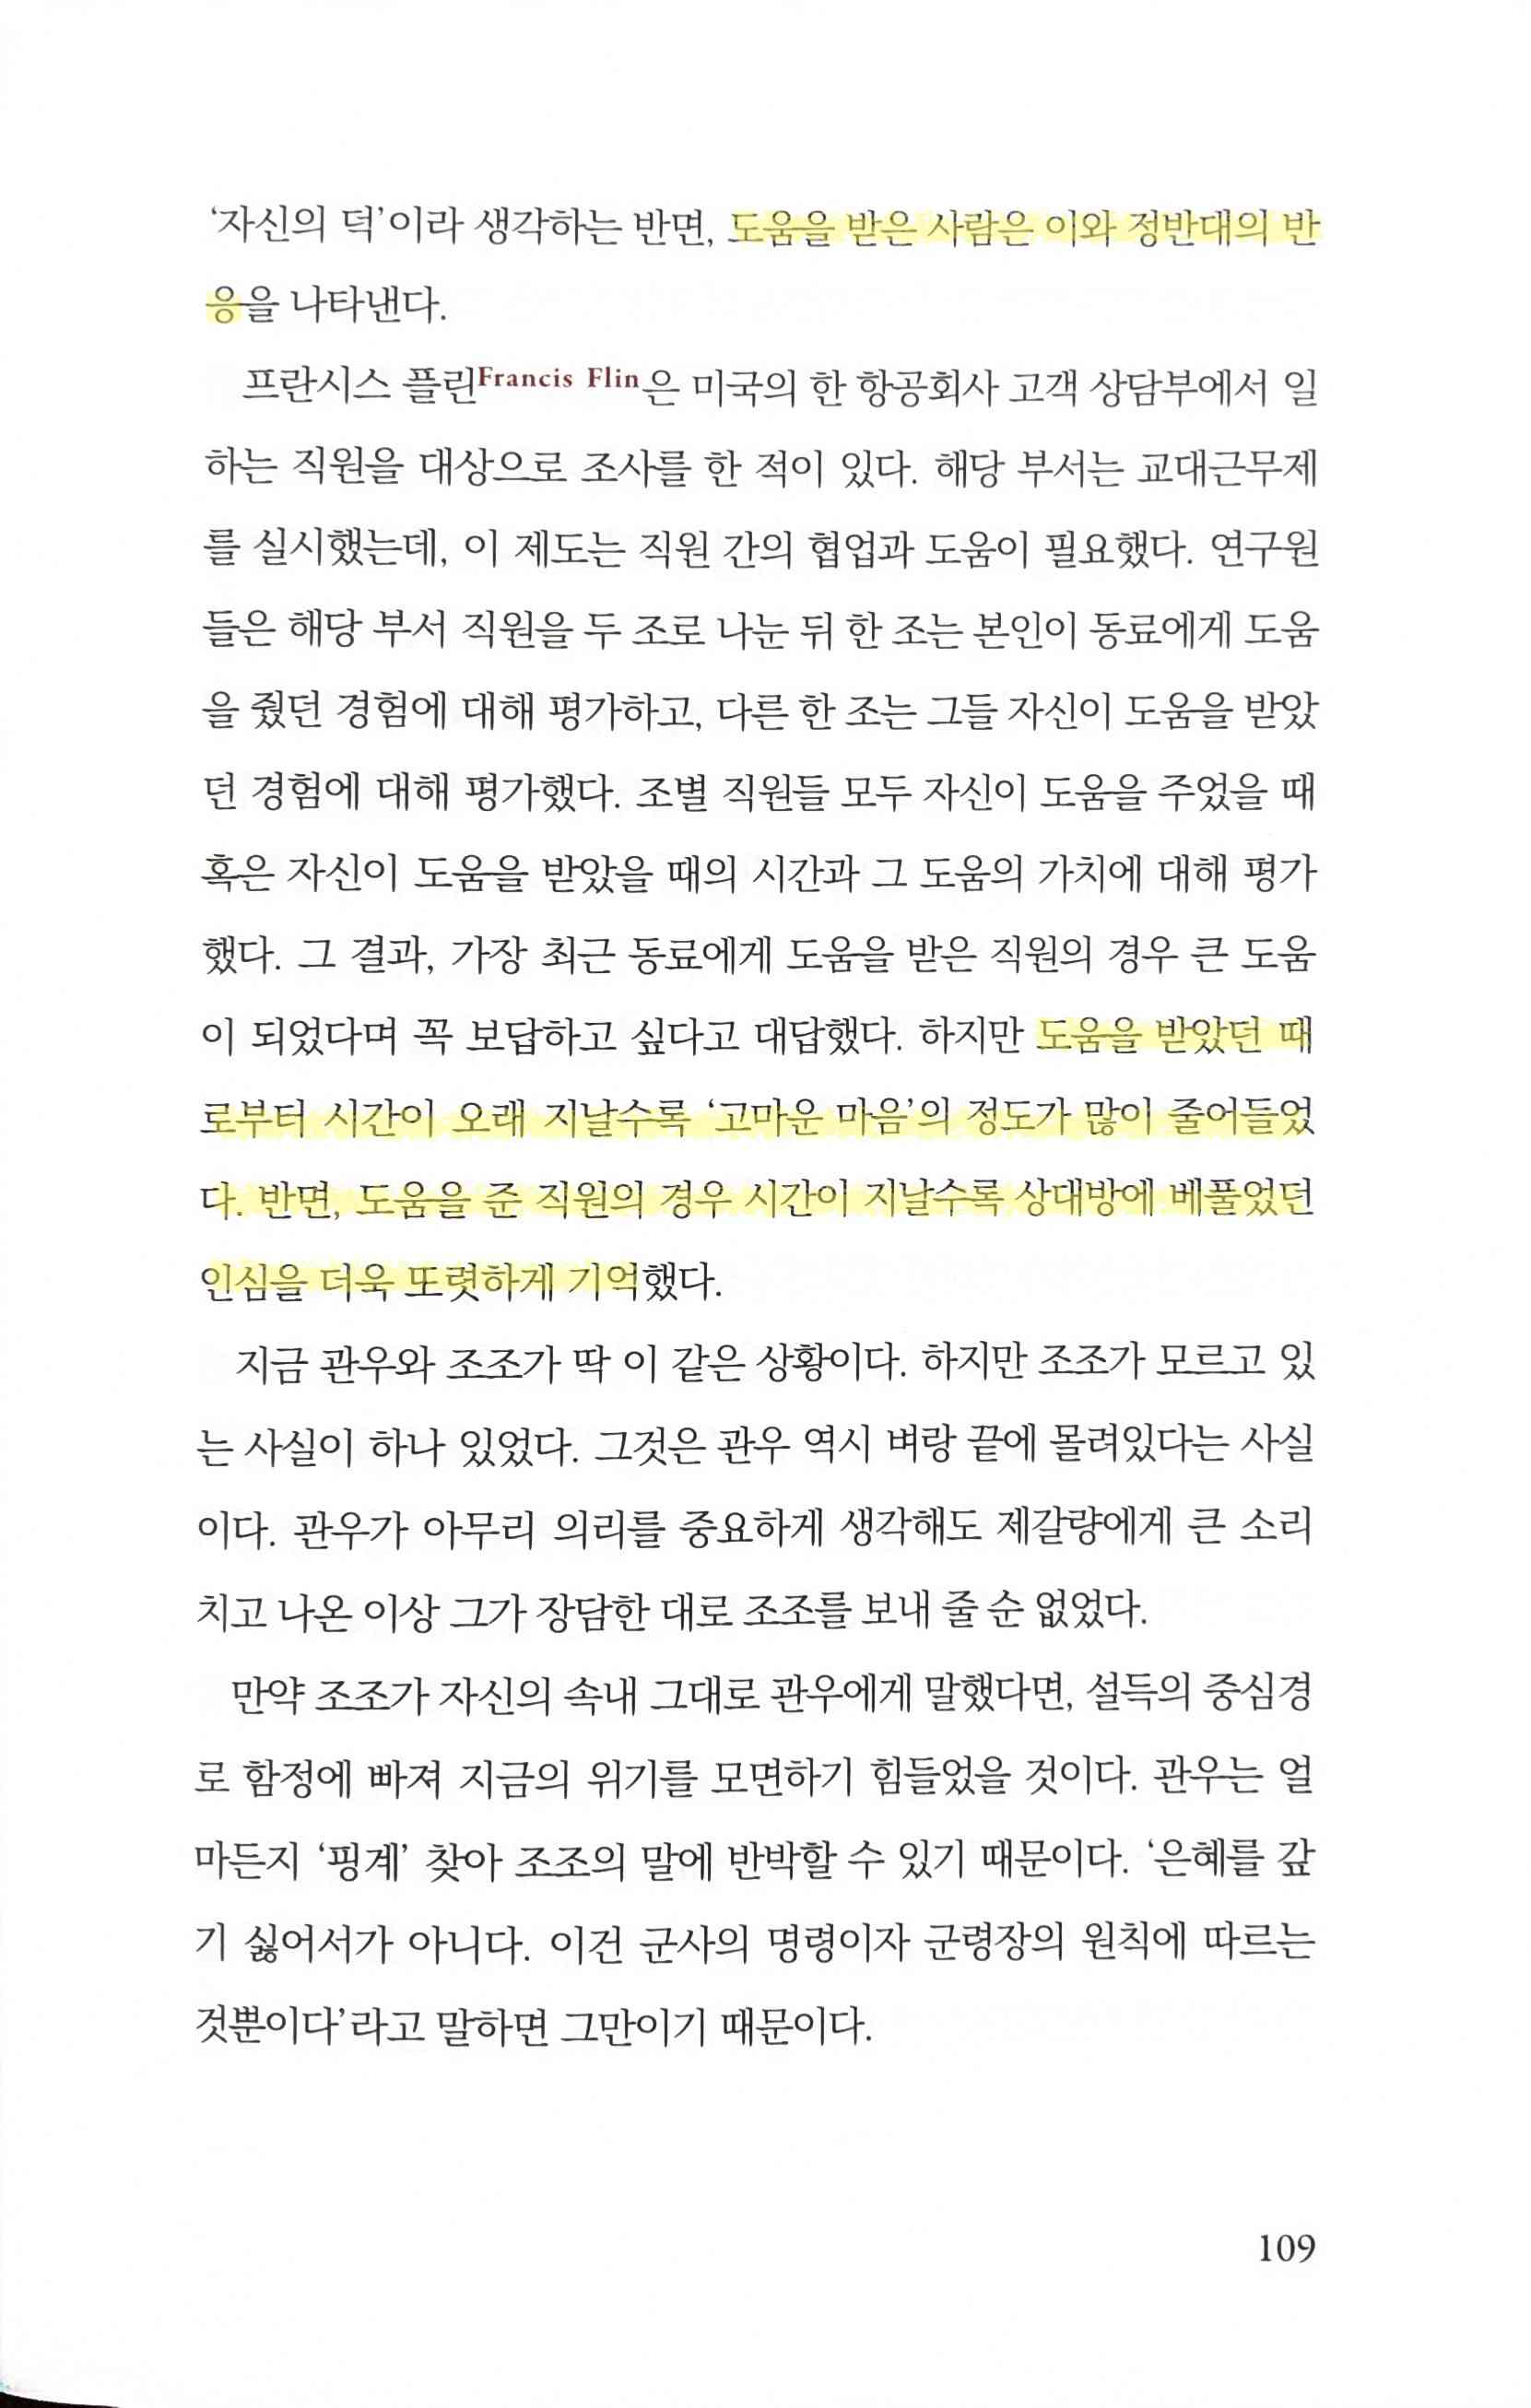 ‘자신의 덕’이라 생각하는 반면, 도움을 받은 사람은 이와 정반대의 반
응을 나타낸다.
프란시스 플린Francis Flin은 미국의 한 항공회사 고객 상담부에서 일
하는 직원을 대상으로 조사를 한 적이 있다. 해당 부서는 교대근무제
를 실시했는데, 이 제도는 직원 간의 협업과 도움이 필요했다. 연구원
들은 해당 부서 직원을 두 조로 나눈 뒤 한 조는 본인이 동료에게 도움
을 줬던 경험에 대해 평가하고, 다른 한 조는 그들 자신이 도움을 받았
던 경험에 대해 평가했다. 조별 직원들 모두 자신이 도움을 주었을 때
혹은 자신이 도움을 받았을 때의 시간과 그 도움의 가치에 대해 평가
했다. 그 결과, 가장 최근 동료에게 도움을 받은 직원의 경우 큰 도움
이 되었다며 꼭 보답하고 싶다고 대답했다. 하지만 도움을 받았던 때
로부터 시간이 오래 지날수록 ‘고마운 마음’의 정도가 많이 줄어들었
다. 반면, 도움을 준 직원의 경우 시간이 지날수록 상대방에 베풀었던
인심을 더욱 또렷하게 기억했다.
지금 관우와 조조가 딱 이 같은 상황이다. 하지만 조조가 모르고 있
는 사실이 하나 있었다. 그것은 관우 역시 벼랑 끝에 몰려있다는 사실
이다. 관우가 아무리 의리를 중요하게 생각해도 제갈량에게 큰 소리
치고 나온 이상 그가 장담한 대로 조조를 보내 줄 순 없었다.
만약 조조가 자신의 속내 그대로 관우에게 말했다면, 설득의 중심경
로 함정에 빠져 지금의 위기를 모면하기 힘들었을 것이다. 관우는 얼
마든지 ‘핑계’ 찾아 조조의 말에 반박할 수 있기 때문이다. ‘은혜를 갚
기 싫어서가 아니다. 이건 군사의 명령이자 군령장의 원칙에 따르는
것뿐이다’라고 말하면 그만이기 때문이다.
109